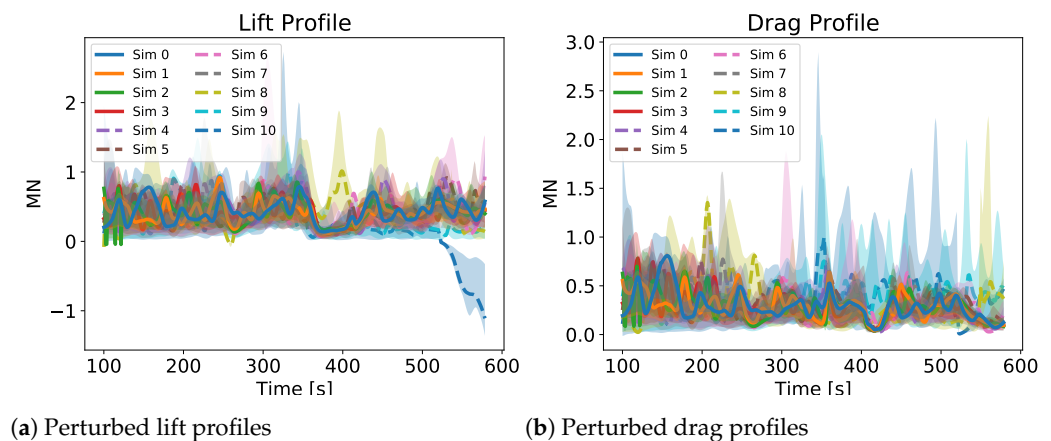 Lift Profile
MN
2
1
0
−1
Sim 0
Sim 1
Sim 2
Sim 3
Sim 4
Sim 5
Sim 6
Sim 7
Sim 8
Sim 9
Sim 10
100 200 300 400 500 600
Time [s]
(a) Perturbed lift profiles
Drag Profile
MN
3.0
2.5
2.0
1.5
1.0
0.5
0.0
Sim 0
Sim 1
Sim 2
Sim 3
Sim 4
Sim 5
Sim 6
Sim 7
Sim 8
Sim 9
Sim 10
100 200 300 400 500 600
Time [s]
(b) Perturbed drag profiles